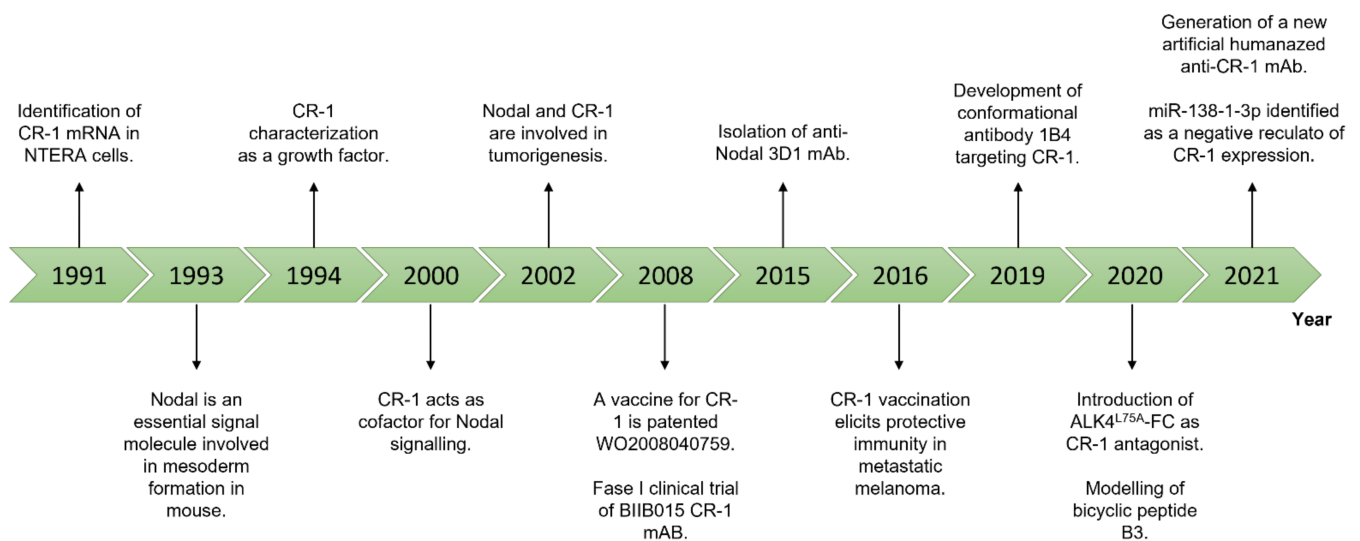 Identification of
CR-1 mRNA in
NTERA cells.
CR-1
characterization
as a growth factor.
Nodal and CR-1
are involved in
tumorigenesis.
Isolation of anti-
Nodal 3D1 mAb.
Development of
conformational
antibody 1B4
targeting CR-1.
Generation of a new
artificial humanazed
anti-CR-1 mAb.
miR-138-1-3p identified
as a negative reculato of
CR-1 expression.
1991 1993 1994 2000 2002 2008 2015 2016 2019 2020 2021
Year
Nodal is an
essential signal
molecule involved
in mesoderm
formation in
mouse.
CR-1 acts as
cofactor for Nodal
signalling.
A vaccine for CR-
1 is patented
WO2008040759.
Fase I clinical trial
of BIIB015 CR-1
mAB.
CR-1 vaccination
elicits protective
immunity in
metastatic
melanoma.
Introduction of
ALK4L75A-FC as
CR-1 antagonist.
Modelling of
bicyclic peptide
B3.